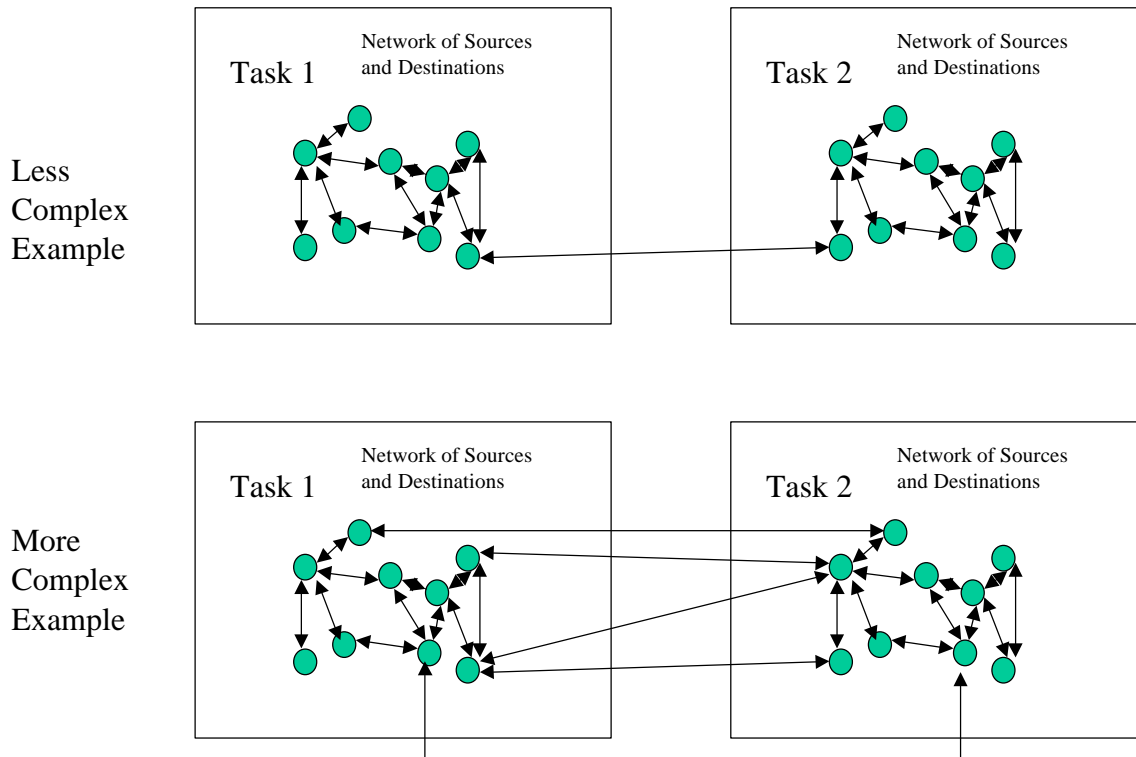 Network of Sources
and Destinations
Task 1
Network of Sources
and Destinations
Task 2
Less
Complex
Example
Network of Sources
and Destinations
Task 1
Network of Sources
and Destinations
Task 2
More
Complex
Example